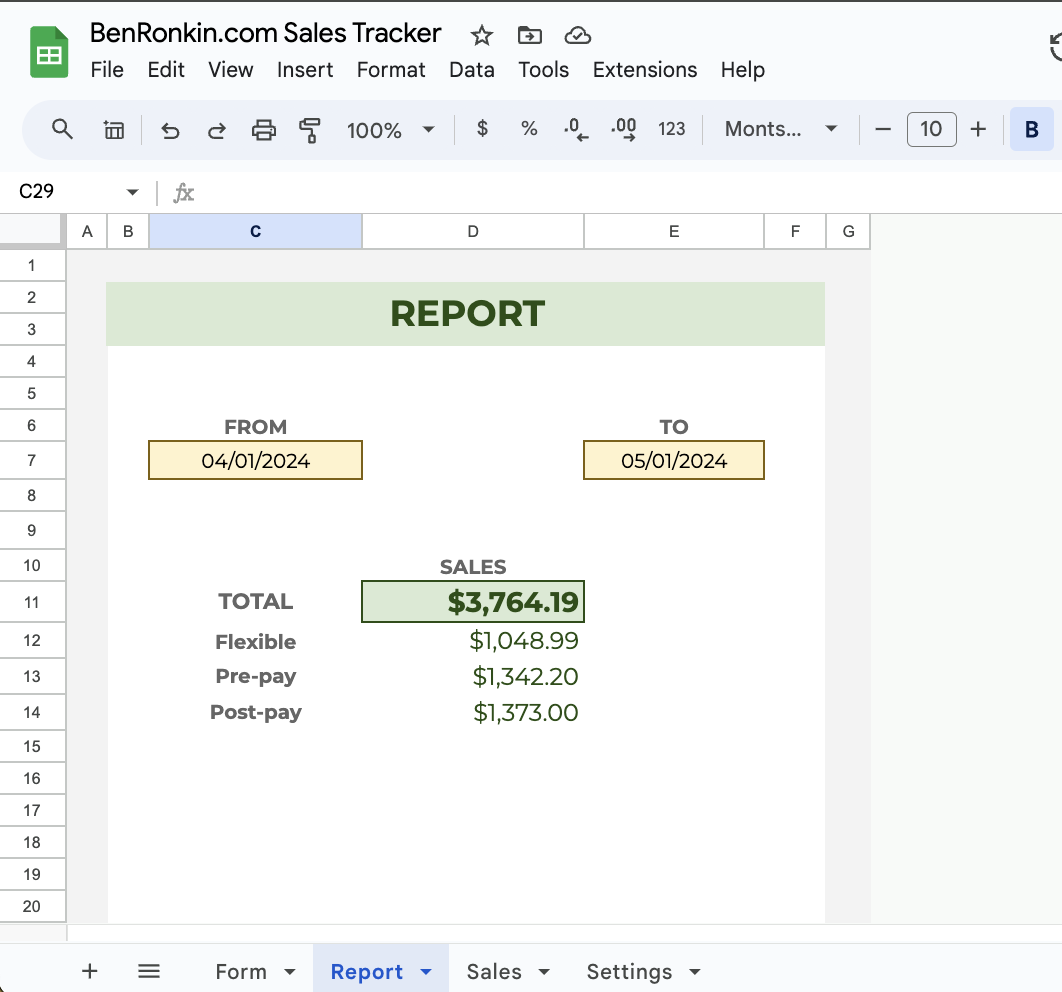 BenRonkin.com Sales Tracker
File Edit View Insert Format Data Tools Extensions Help
100% $ % .0 .00 123 Monts... 10 B
C29 fx
A B C D E F G
1
2
REPORT
3
4
5
6 FROM TO
7 04/01/2024 05/01/2024
8
9
10 SALES
11 TOTAL $3,764.19
12 Flexible $1,048.99
13 Pre-pay $1,342.20
14 Post-pay $1,373.00
15
16
17
18
19
20
Form Report Sales Settings